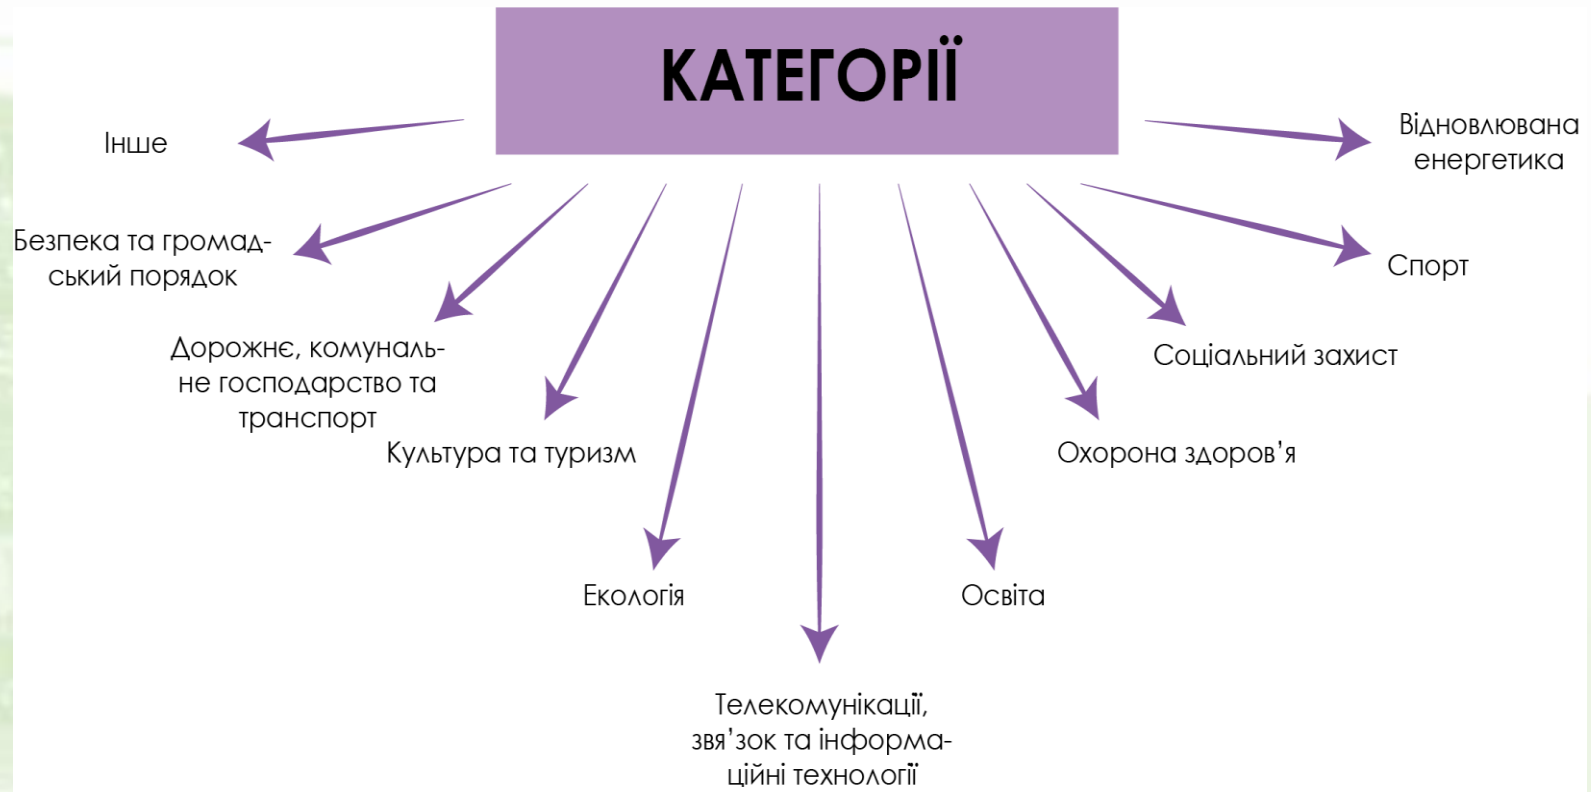 КАТЕГОРІЇ
Інше
Відновлювана
енергетика
Безпека та громад-
ський порядок
Спорт
Дорожнє, комуналь-
не господарство та
транспорт
Соціальний захист
Культура та туризм
Охорона здоров’я
Екологія
Освіта
Телекомунікації,
звя’зок та інформа-
ційні технології